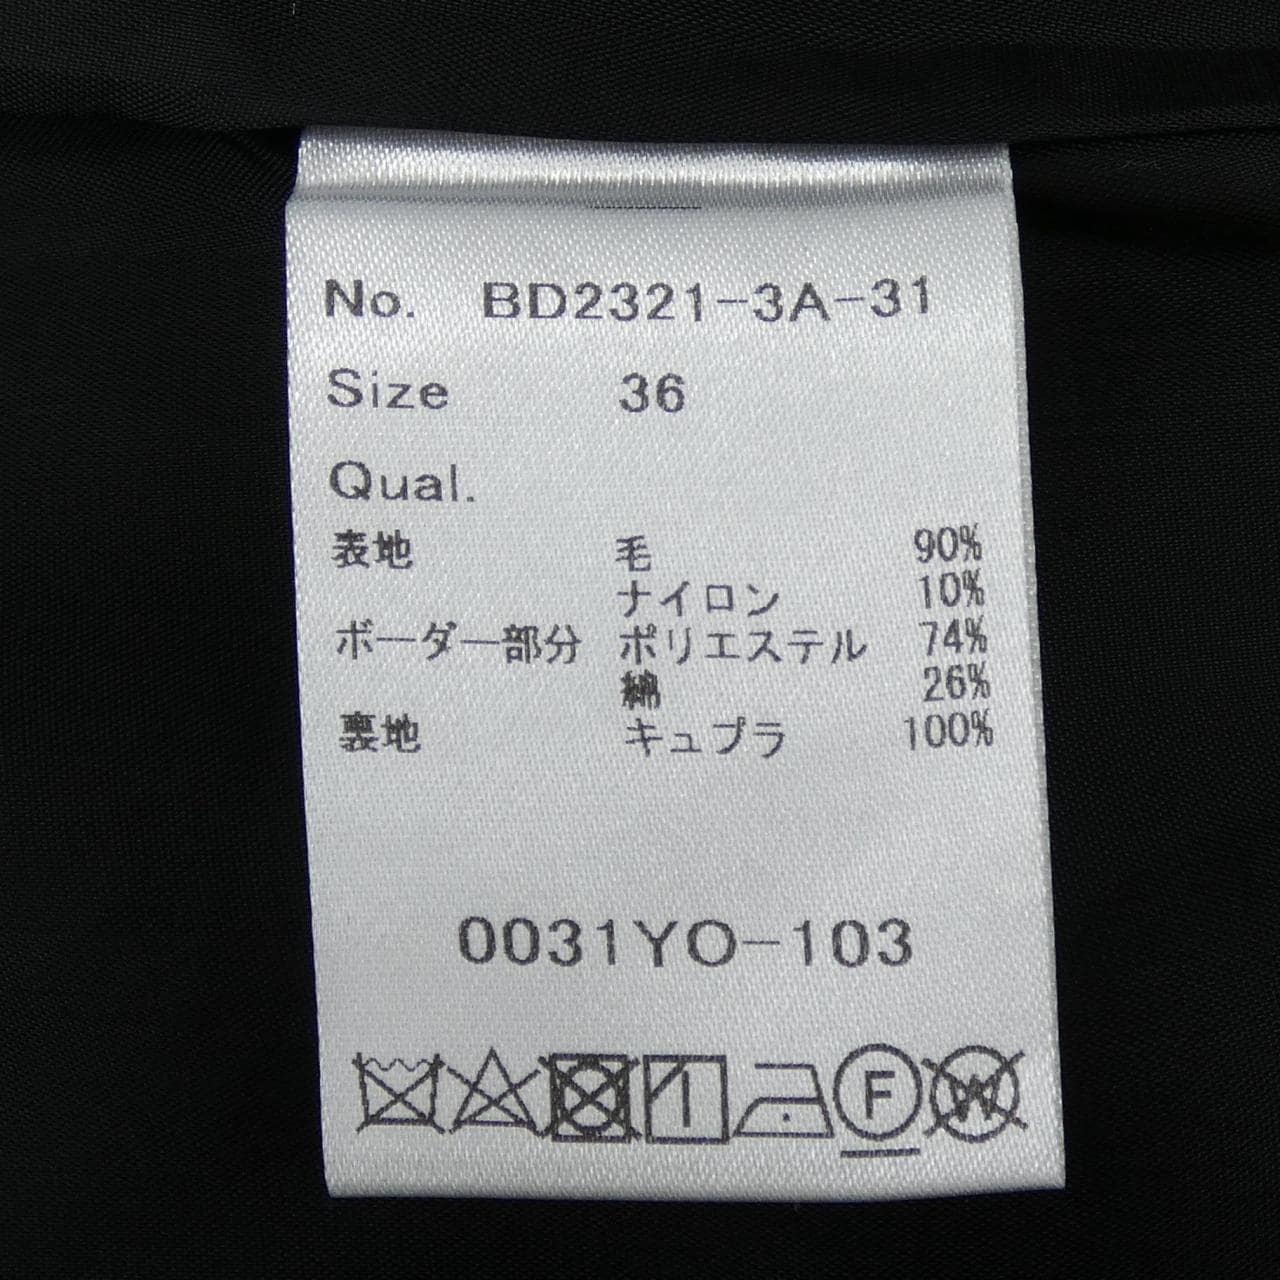 No. BD2321-3A-31
Size 36
Qual.
表地 毛 90%
ナイロン 10%
ボーダー部分 ポリエステル 74%
綿 26%
裏地 キュプラ 100%
0031YO-103
F W